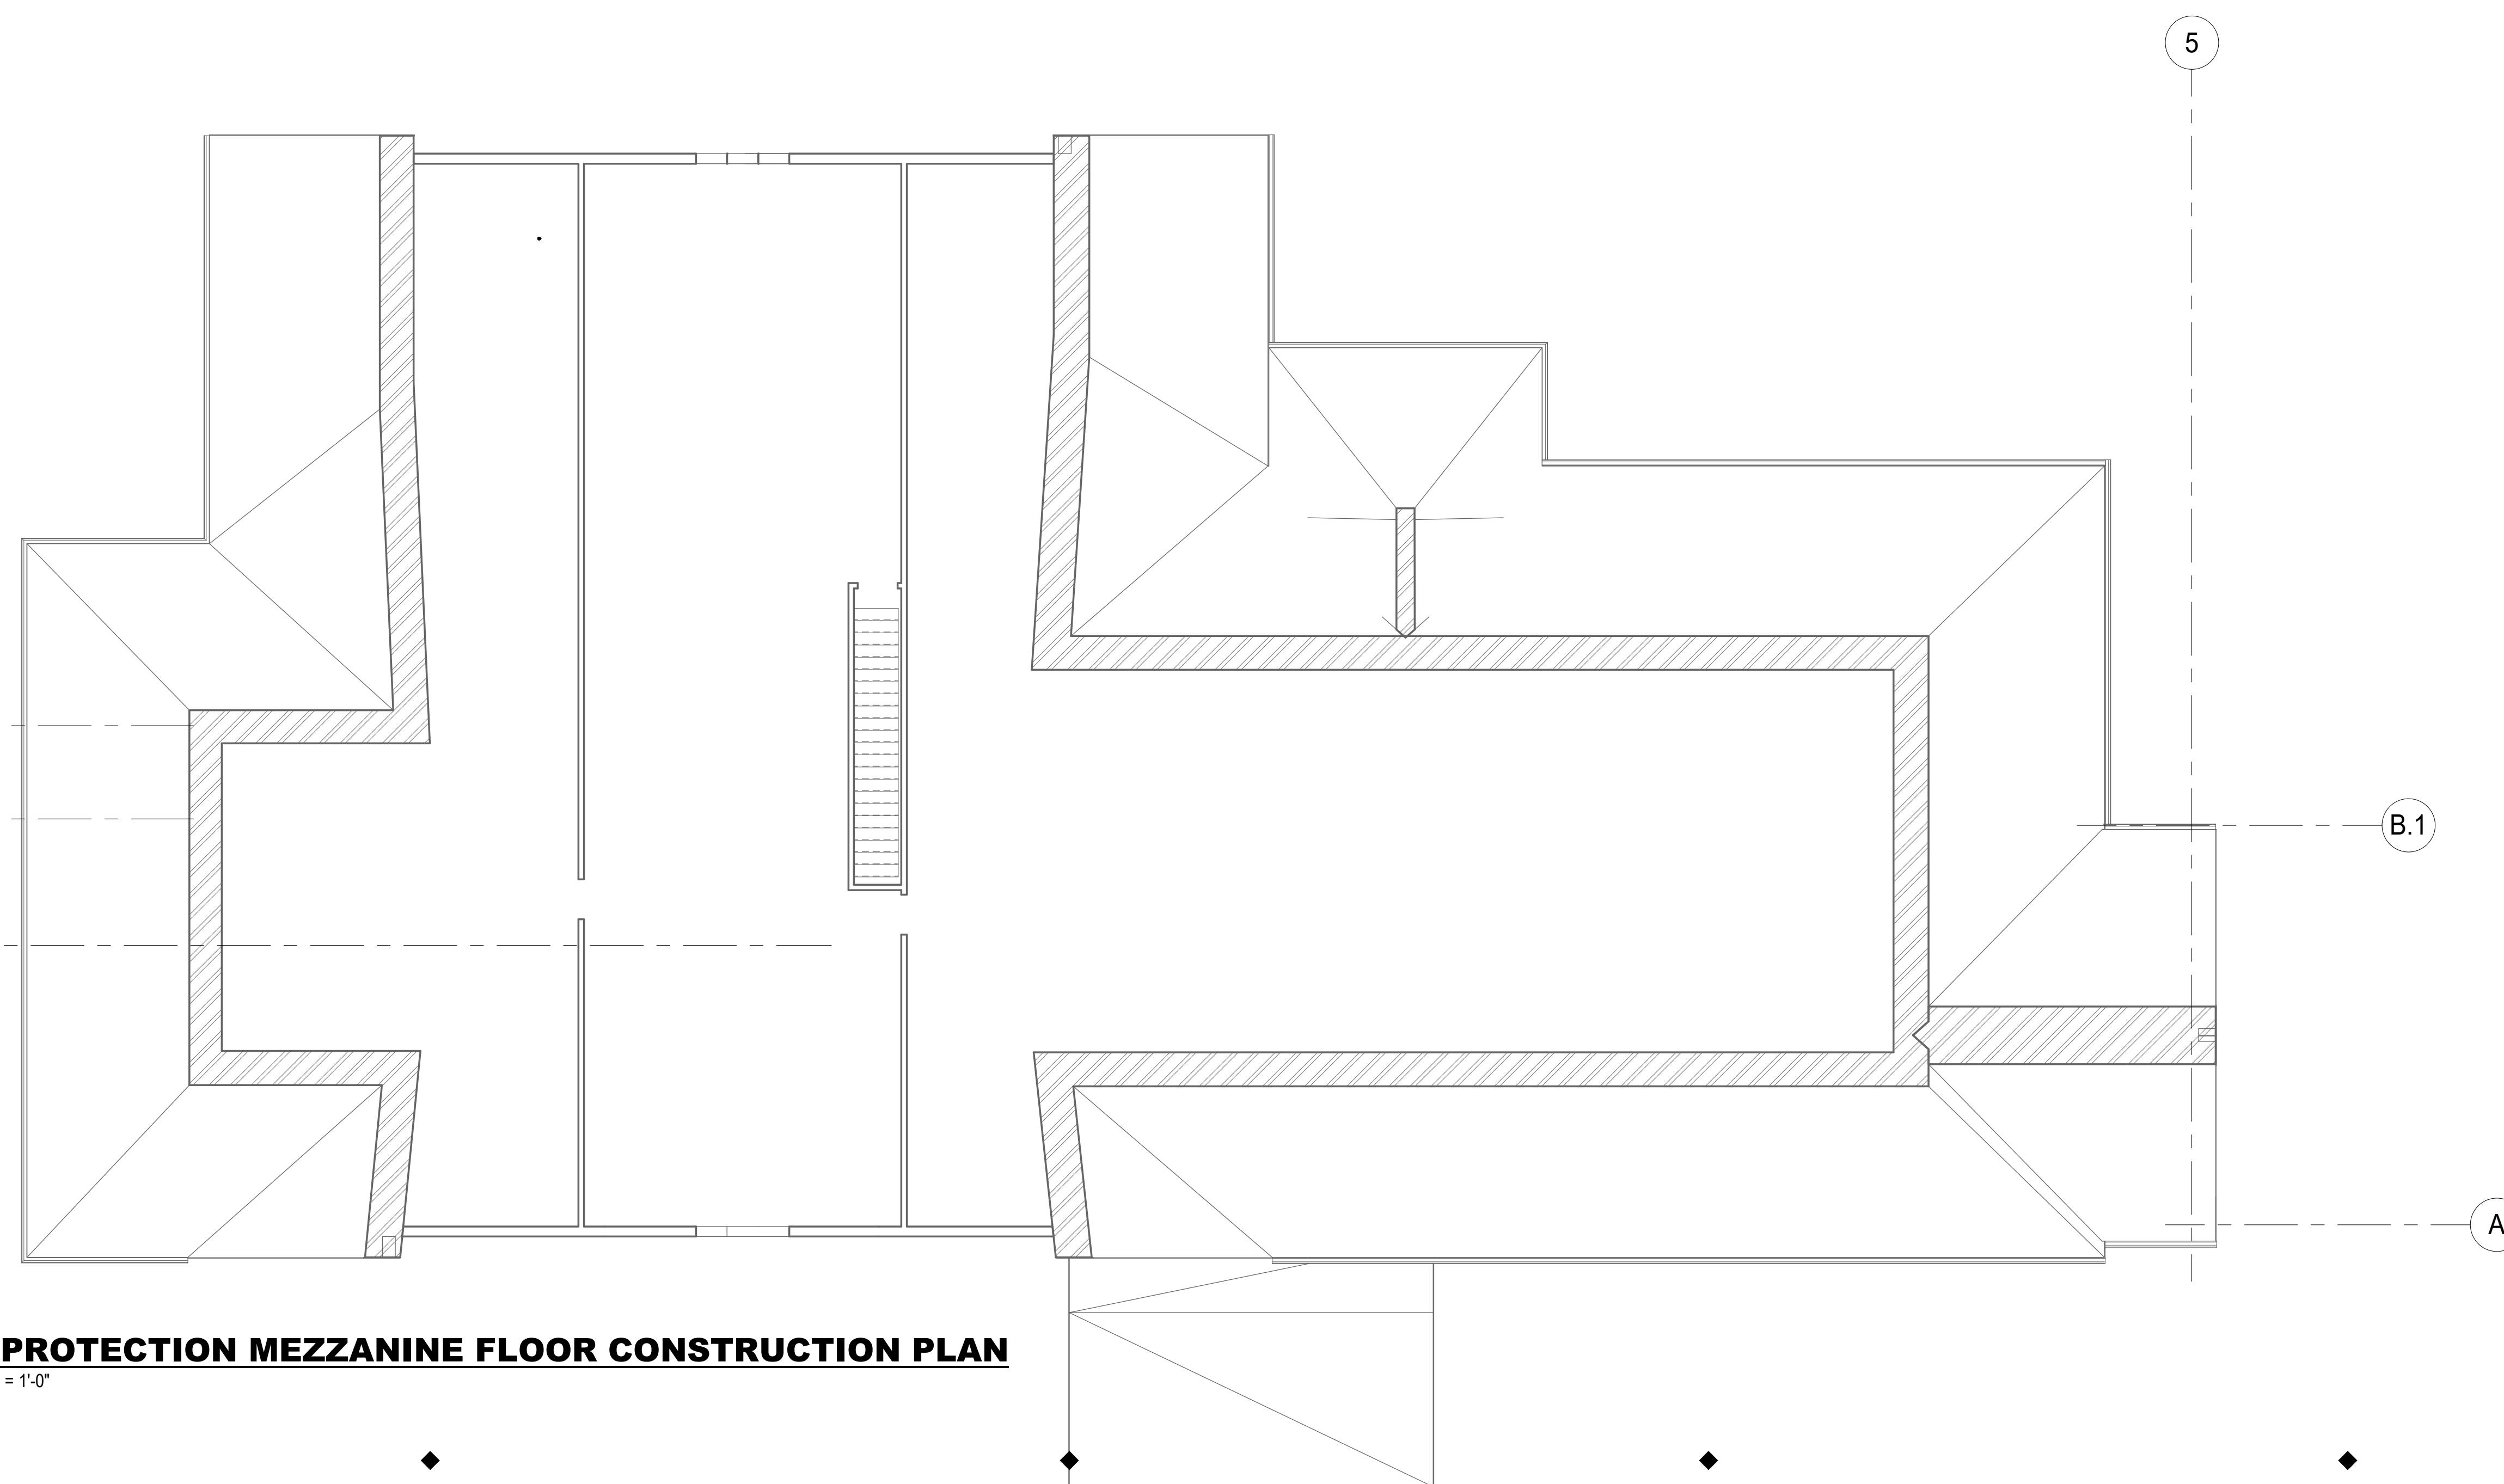 5
B.1
A
PROTECTION MEZZANINE FLOOR CONSTRUCTION PLAN
= 1'-0"